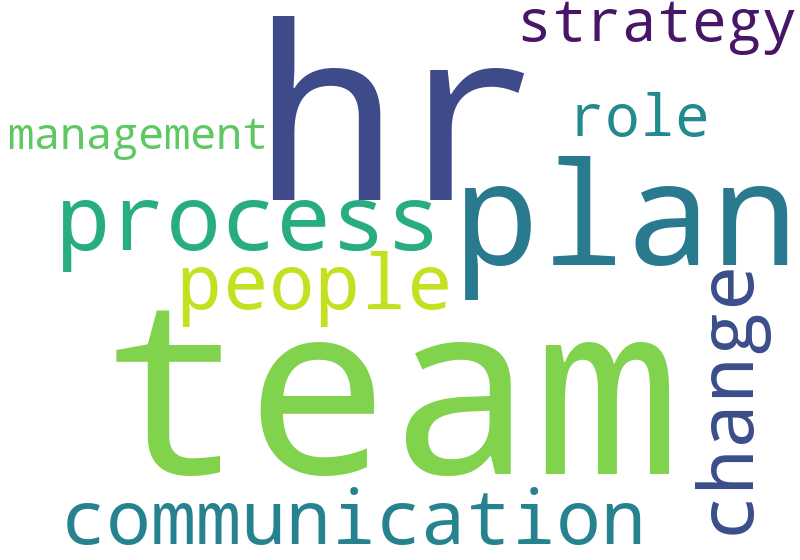 strategy
hr
role
management
plan
process
people
change
team
communication